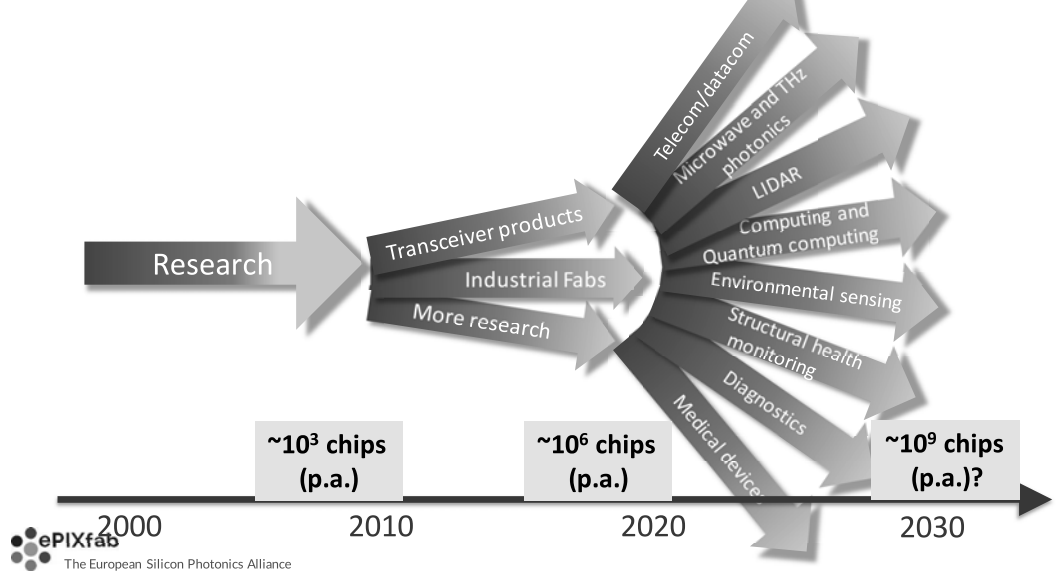 Telecom/datacom
Microwave and THz
photonics
LIDAR
Computing and
Quantum computing
Environmental sensing
Structural health
monitoring
Diagnostics
Medical devices
Transceiver products
Industrial Fabs
More research
Research
~10³ chips
(p.a.)
~10⁶ chips
(p.a.)
~10⁹ chips
(p.a.)?
2000
2010
2020
2030
ePIXfab
The European Silicon Photonics Alliance